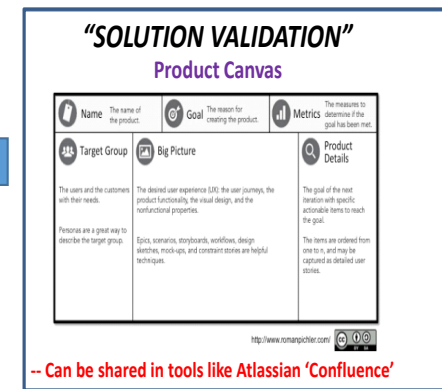 “SOLUTION VALIDATION”
Product Canvas
Name
The name of
the product.
Goal
The reason for
creating the product.
Metrics
The measures to
determine if the
goal has been met.
Target Group
The users and the customers
with their needs.
Personas are a great way to
describe the target group.
Big Picture
The desired user experience (UX): the user journeys, the
product functionality, the visual design, and the
nonfunctional properties.
Epics, scenarios, storyboards, workflows, design
sketches, mock-ups, and constraint stories are helpful
techniques.
Product
Details
The goal of the next
iteration with specific
actionable items to reach
the goal.
The items are ordered from
one to n, and may be
captured as detailed user
stories.
http://www.romanpichler.com/
cc
BY SA
-- Can be shared in tools like Atlassian ‘Confluence’